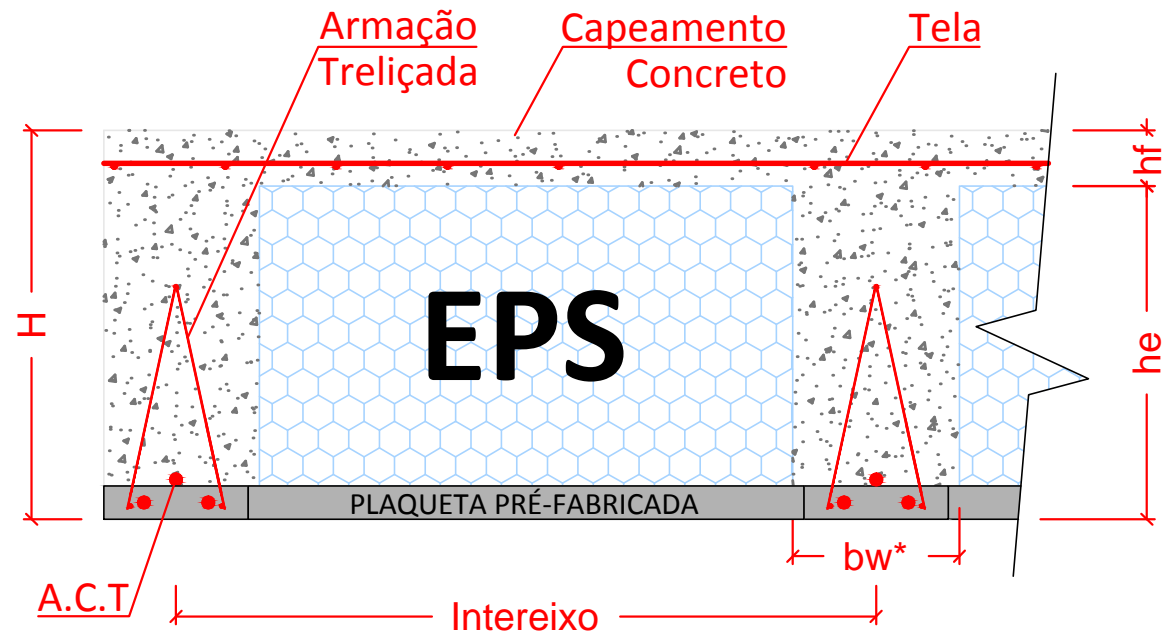 Armação
Treliçada
Capeamento
Concreto
Tela
hf
H
EPS
he
PLAQUETA PRÉ-FABRICADA
bw*
A.C.T
Intereixo